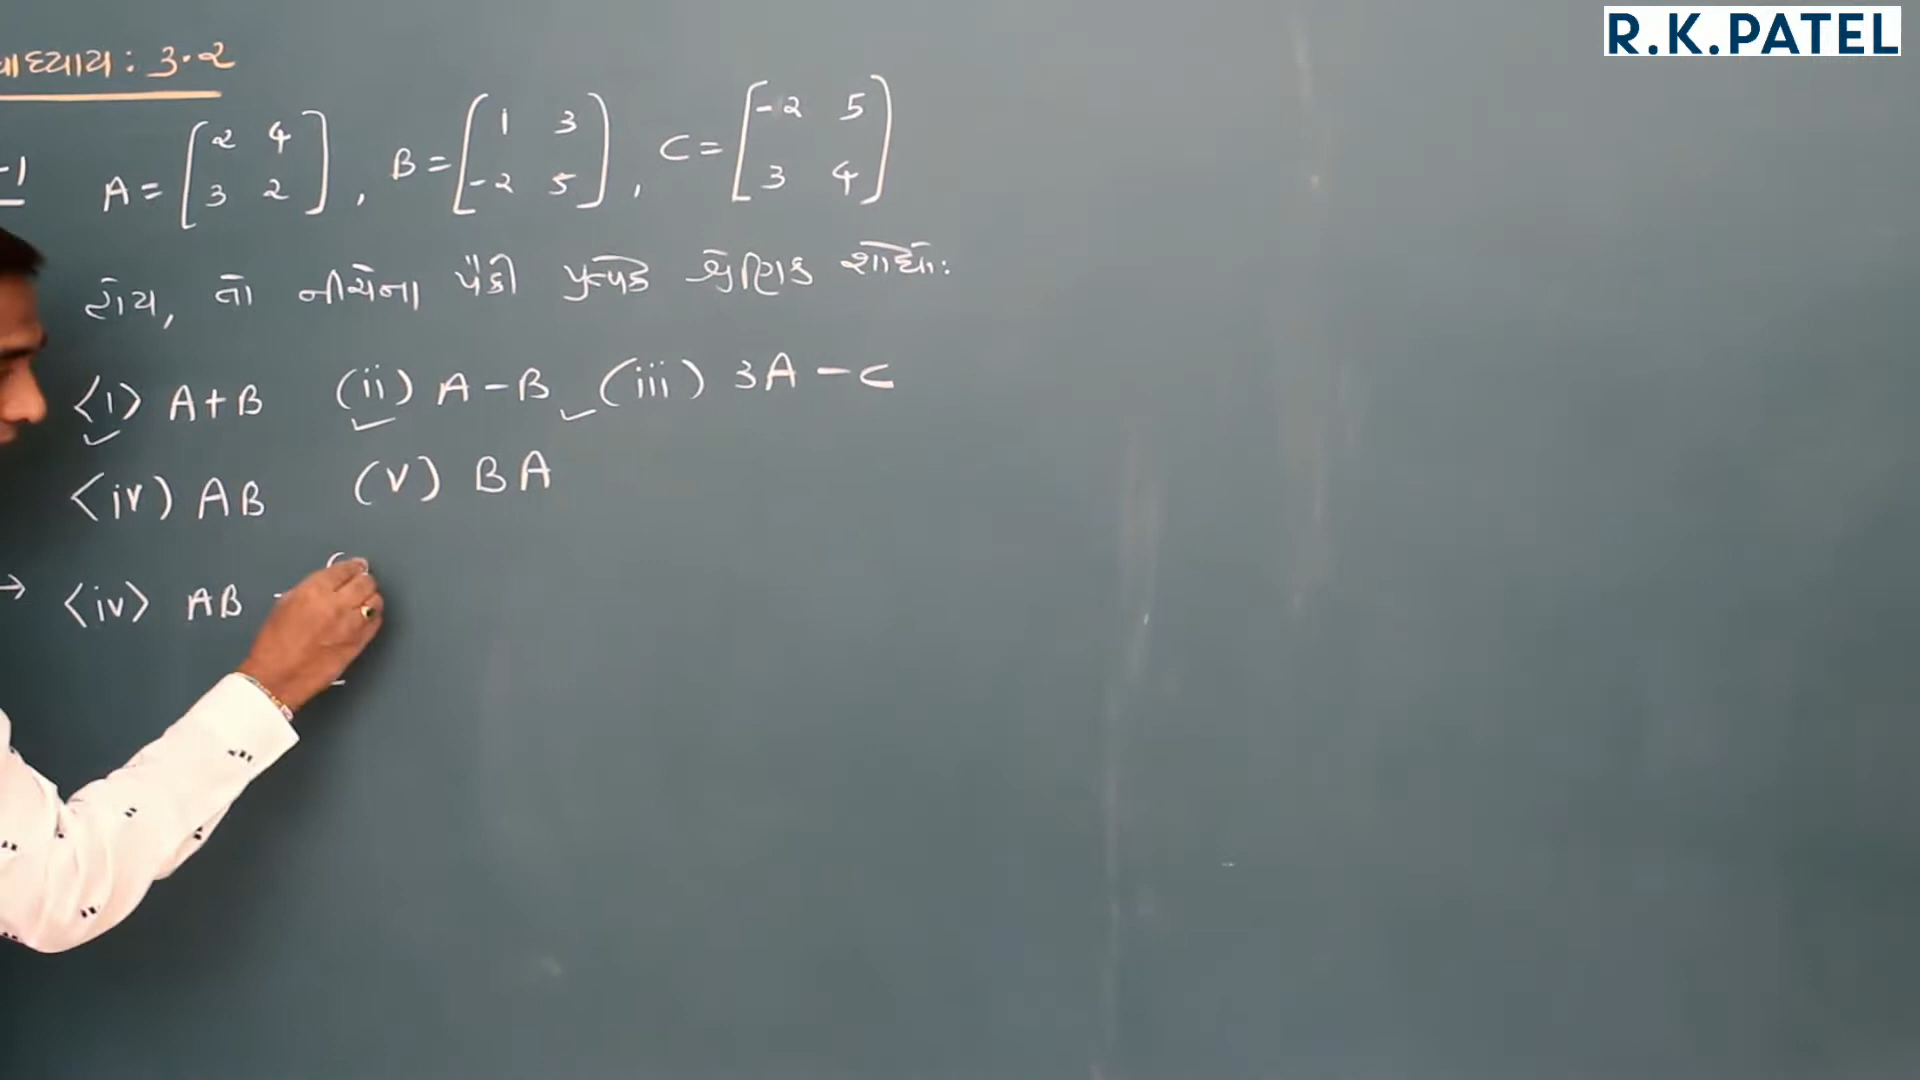 R.K.PATEL
ાધ્યાય : 3.2
-1 A = [ 2 4 ; 3 2 ] , B = [ 1 3 ; -2 5 ] , C = [ -2 5 ; 3 4 ]
હોય, તો નીચેના પૈકી પ્રત્યેક શ્રેણિક શોધો :
(i) A+B (ii) A-B (iii) 3A-C
(iv) AB (v) BA
→ (iv) AB